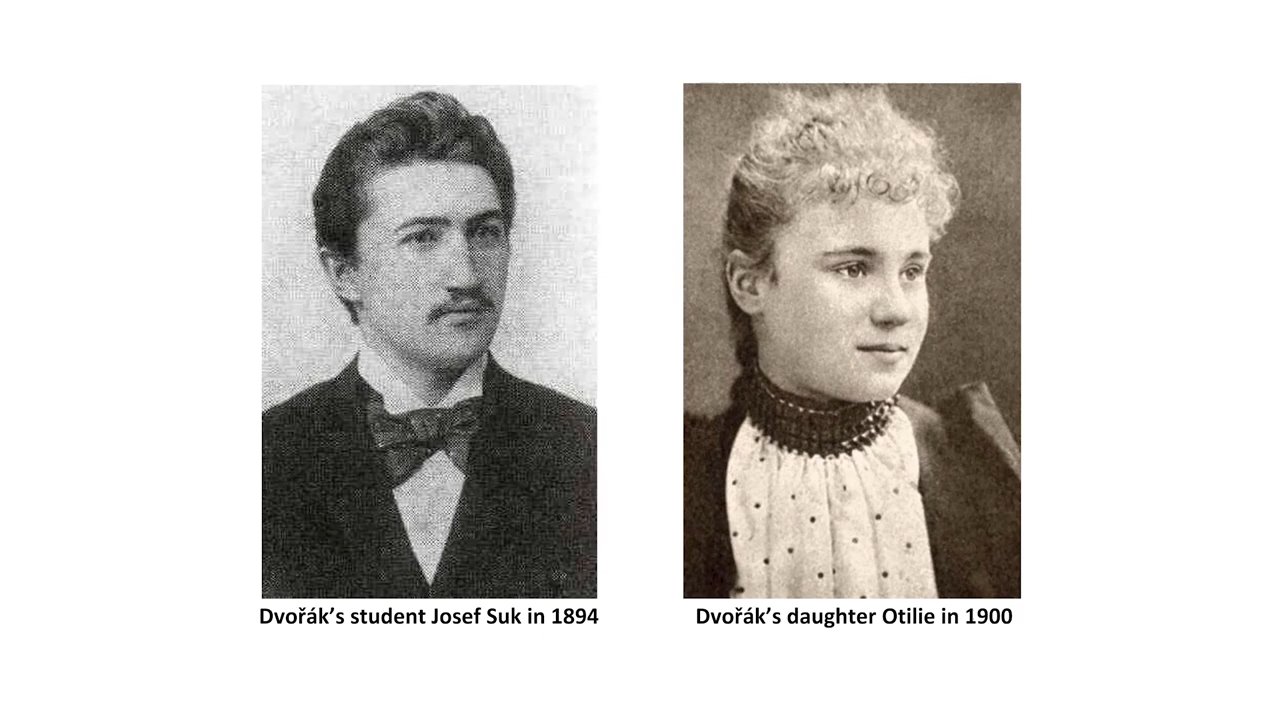 Dvořák’s student Josef Suk in 1894
Dvořák’s daughter Otilie in 1900